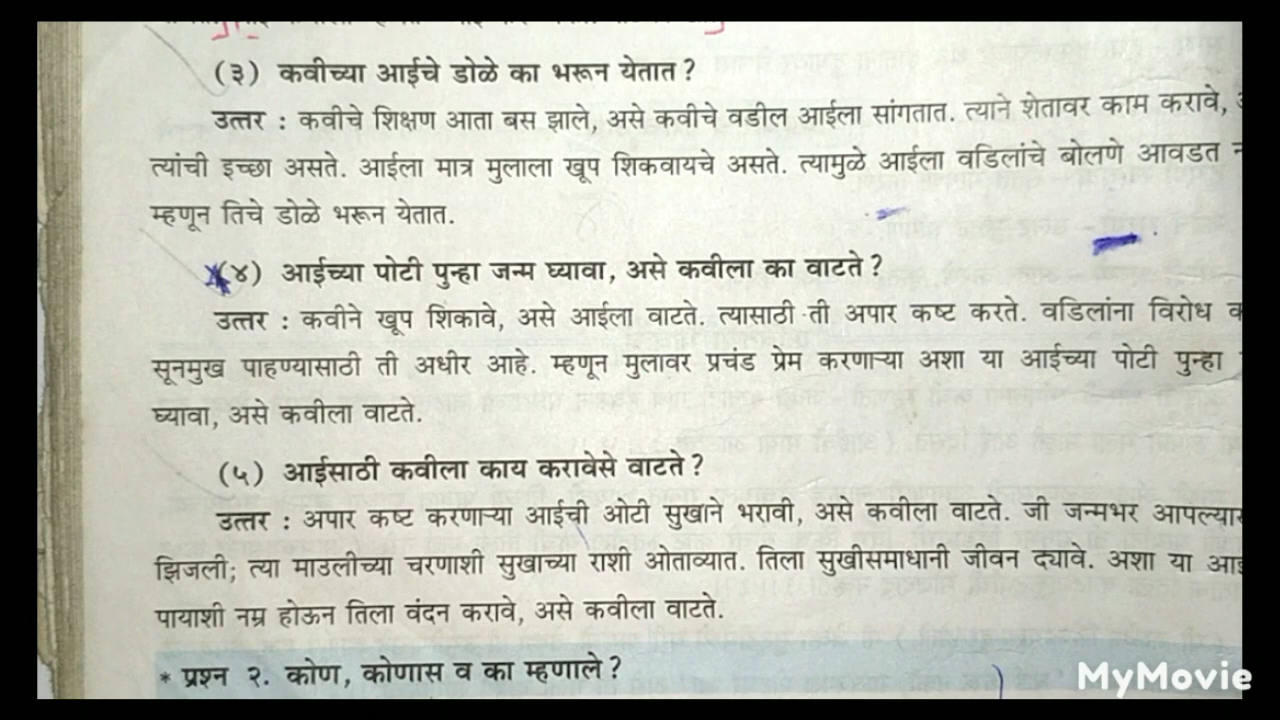 (३) कवीच्या आईचे डोळे का भरून येतात ?
उत्तर : कवीचे शिक्षण आता बस झाले, असे कवीचे वडील आईला सांगतात. त्याने शेतावर काम करावे,
त्यांची इच्छा असते. आईला मात्र मुलाला खूप शिकवायचे असते. त्यामुळे आईला वडिलांचे बोलणे आवडत
म्हणून तिचे डोळे भरून येतात.
(४) आईच्या पोटी पुन्हा जन्म घ्यावा, असे कवीला का वाटते ?
उत्तर : कवीने खूप शिकावे, असे आईला वाटते. त्यासाठी ती अपार कष्ट करते. वडिलांना विरोध
सूनमुख पाहण्यासाठी ती अधीर आहे. म्हणून मुलावर प्रचंड प्रेम करणाऱ्या अशा या आईच्या पोटी पुन्हा
घ्यावा, असे कवीला वाटते.
(५) आईसाठी कवीला काय करावेसे वाटते ?
उत्तर : अपार कष्ट करणाऱ्या आईची ओटी सुखाने भरावी, असे कवीला वाटते. जी जन्मभर
झिजली; त्या माउलीच्या चरणाशी सुखाच्या राशी ओताव्यात. तिला सुखीसमाधानी जीवन द्यावे. अशा या
पायाशी नम्र होऊन तिला वंदन करावे, असे कवीला वाटते.
* प्रश्न २. कोण, कोणास व का म्हणाले ?
MyMovie